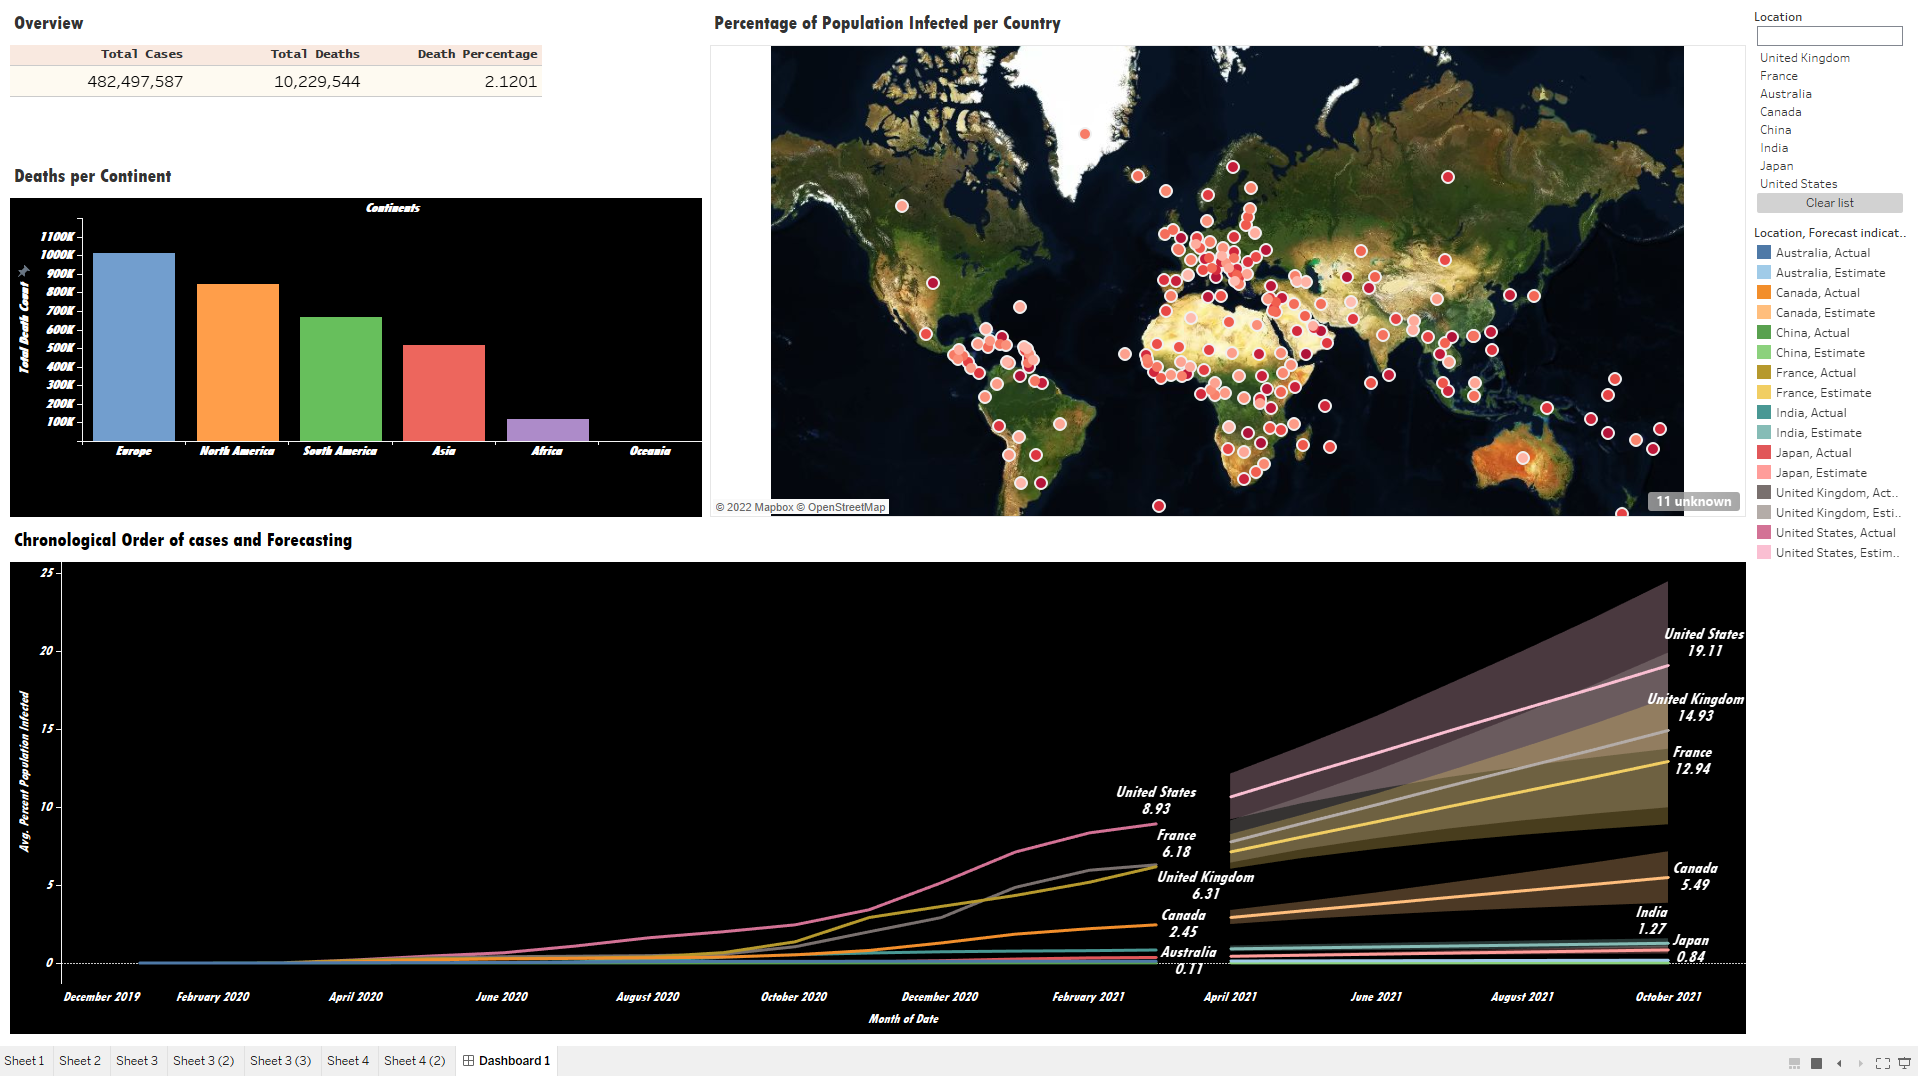 Overview
Total Cases Total Deaths Death Percentage
482,497,587 10,229,544 2.1201
Deaths per Continent
Continents
Total Death Count
1100K
1000K
900K
800K
700K
600K
500K
400K
300K
200K
100K
Europe North America South America Asia Africa Oceania
Percentage of Population Infected per Country
© 2022 Mapbox © OpenStreetMap
11 unknown
Location
United Kingdom
France
Australia
Canada
China
India
Japan
United States
Clear list
Location, Forecast indicat..
Australia, Actual
Australia, Estimate
Canada, Actual
Canada, Estimate
China, Actual
China, Estimate
France, Actual
France, Estimate
India, Actual
India, Estimate
Japan, Actual
Japan, Estimate
United Kingdom, Act..
United Kingdom, Esti..
United States, Actual
United States, Estim..
Chronological Order of cases and Forecasting
Avg. Percent Population Infected
25
20
15
10
5
0
United States
8.93
France
6.18
United Kingdom
6.31
Canada
2.45
Australia
0.11
United States
19.11
United Kingdom
14.93
France
12.94
Canada
5.49
India
1.27
Japan
0.84
December 2019 February 2020 April 2020 June 2020 August 2020 October 2020 December 2020 February 2021 April 2021 June 2021 August 2021 October 2021
Month of Date
Sheet 1 Sheet 2 Sheet 3 Sheet 3 (2) Sheet 3 (3) Sheet 4 Sheet 4 (2) Dashboard 1